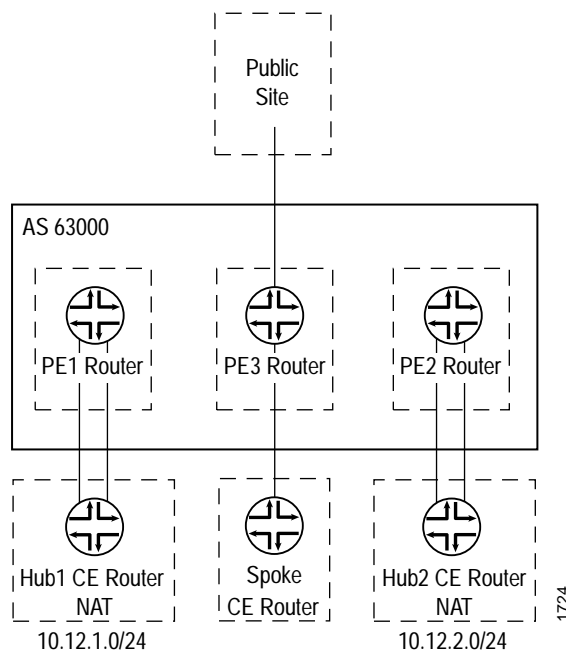 Public
Site
AS 63000
PE1 Router
PE3 Router
PE2 Router
Hub1 CE Router
NAT
Spoke
CE Router
Hub2 CE Router
NAT
10.12.1.0/24
10.12.2.0/24
1724